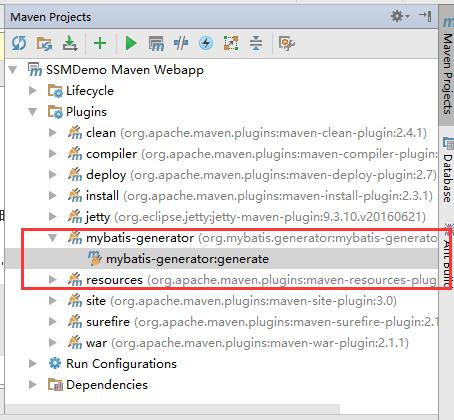 Maven Projects
SSMDemo Maven Webapp
Lifecycle
Plugins
clean (org.apache.maven.plugins:maven-clean-plugin:2.4.1)
compiler (org.apache.maven.plugins:maven-compiler-plugin:
deploy (org.apache.maven.plugins:maven-deploy-plugin:2.7)
install (org.apache.maven.plugins:maven-install-plugin:2.3.1)
jetty (org.eclipse.jetty:jetty-maven-plugin:9.3.10.v20160621)
mybatis-generator (org.mybatis.generator:mybatis-generato
mybatis-generator:generate
resources (org.apache.maven.plugins:maven-resources-plug
site (org.apache.maven.plugins:maven-site-plugin:3.0)
surefire (org.apache.maven.plugins:maven-surefire-plugin:2.1
war (org.apache.maven.plugins:maven-war-plugin:2.1.1)
Run Configurations
Dependencies
Maven Projects
Database
Ant Build